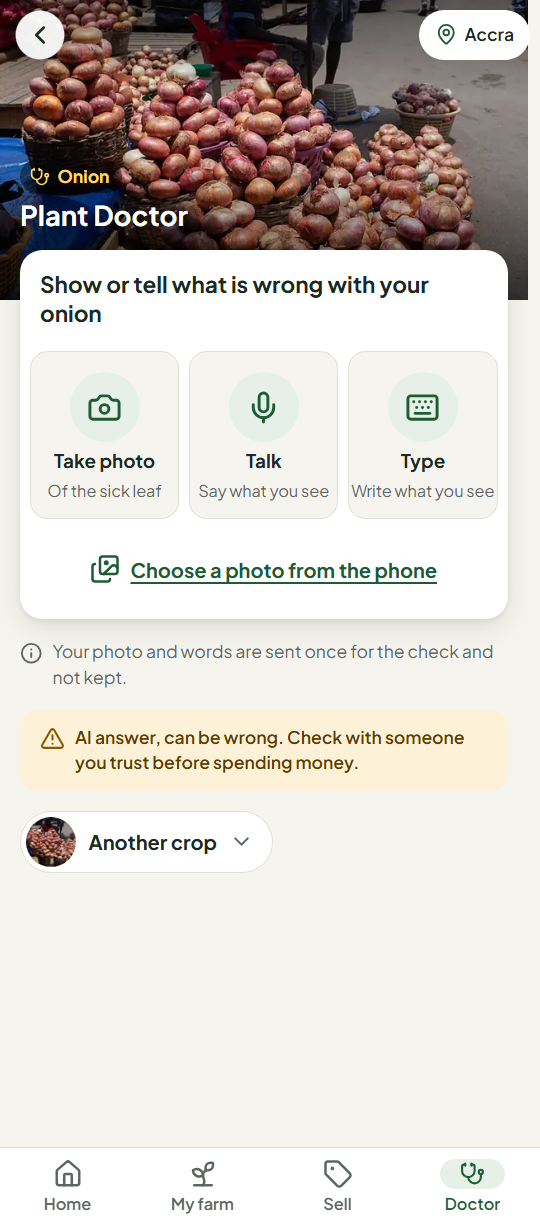 Accra
Onion
Plant Doctor
Show or tell what is wrong with your
onion
Take photo
Of the sick leaf
Talk
Say what you see
Type
Write what you see
Choose a photo from the phone
Your photo and words are sent once for the check and
not kept.
AI answer, can be wrong. Check with someone
you trust before spending money.
Another crop
Home
My farm
Sell
Doctor